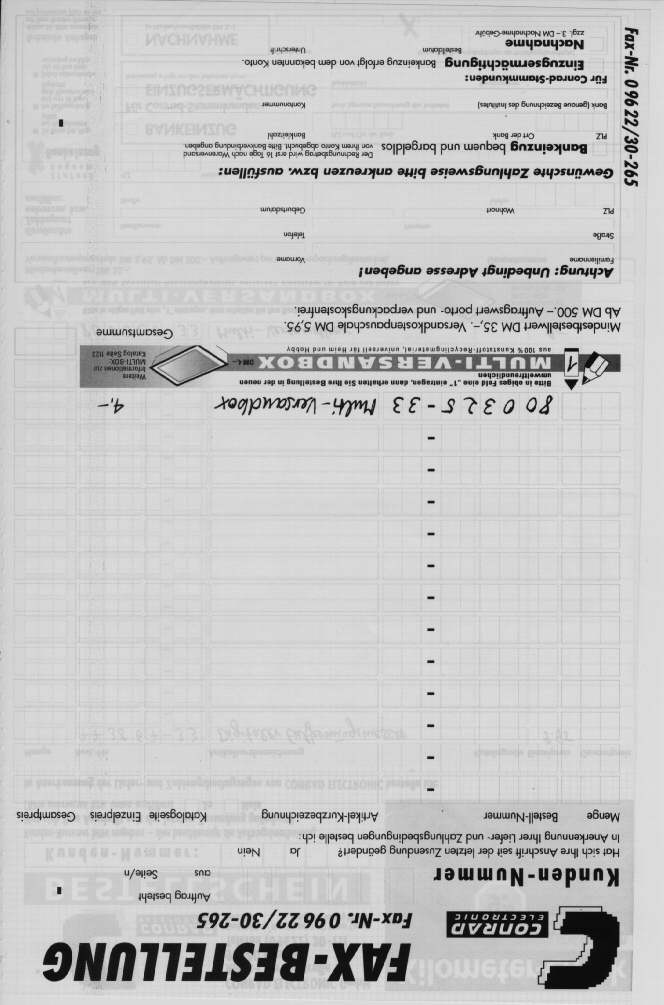 FAX-BESTELLUNG
CONRAD
ELECTRONIC
Fax-Nr. 0 96 22/30-265
Auftrag besteht
aus Seite/n
Kunden-Nummer
Hat sich Ihre Anschrift seit der letzten Zusendung geändert? Ja Nein
In Anerkennung Ihrer Liefer- und Zahlungsbedingungen bestelle ich:
Menge Bestell-Nummer Artikel-Kurzbezeichnung Katalogseite Einzelpreis Gesamtpreis
800325-33 Multi-Versandbox 4,-
Bitte in obiges Feld eine „1" eintragen, dann erhalten Sie Ihre Bestellung in der neuen
umweltfreundlichen
1
MULTI-VERSANDBOX DM 4,-
aus 100% Kunststoff-Recyclingmaterial, universell für Heim und Hobby
Weitere
Informationen zur
MULTI-BOX:
Katalog Seite 1122
Mindestbestellwert DM 35,-. Versandkostenpauschale DM 5,95.
Gesamtsumme
Ab DM 500,– Auftragswert porto- und verpackungskostenfrei.
Achtung: Unbedingt Adresse angeben!
Familienname Vorname
Straße Telefon
PLZ Wohnort Geburtsdatum
Gewünschte Zahlungsweise bitte ankreuzen bzw. ausfüllen:
Bankeinzug bequem und bargeldlos
Der Rechnungsbetrag wird erst 16 Tage nach Warenversand
von Ihrem Konto abgebucht. Bitte Bankverbindung angeben.
PLZ Ort der Bank Bankleitzahl
Bank (genaue Bezeichnung des Institutes) Kontonummer
Für Conrad-Stammkunden:
Einzugsermächtigung Bankeinzug erfolgt von dem bekannten Konto.
Nachnahme
zzgl. 3,– DM Nachnahme-Gebühr
Bestelldatum Unterschrift
Fax-Nr. 0 96 22/30-265